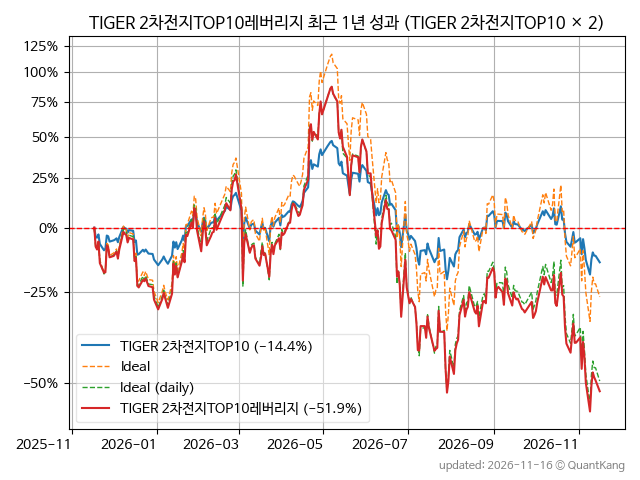 TIGER 2차전지TOP10레버리지 최근 1년 성과 (TIGER 2차전지TOP10 × 2)
125%
100%
75%
50%
25%
0%
−25%
−50%
TIGER 2차전지TOP10 (−14.4%)
Ideal
Ideal (daily)
TIGER 2차전지TOP10레버리지 (−51.9%)
2025-11 2026-01 2026-03 2026-05 2026-07 2026-09 2026-11
updated: 2026-11-16 © QuantKang